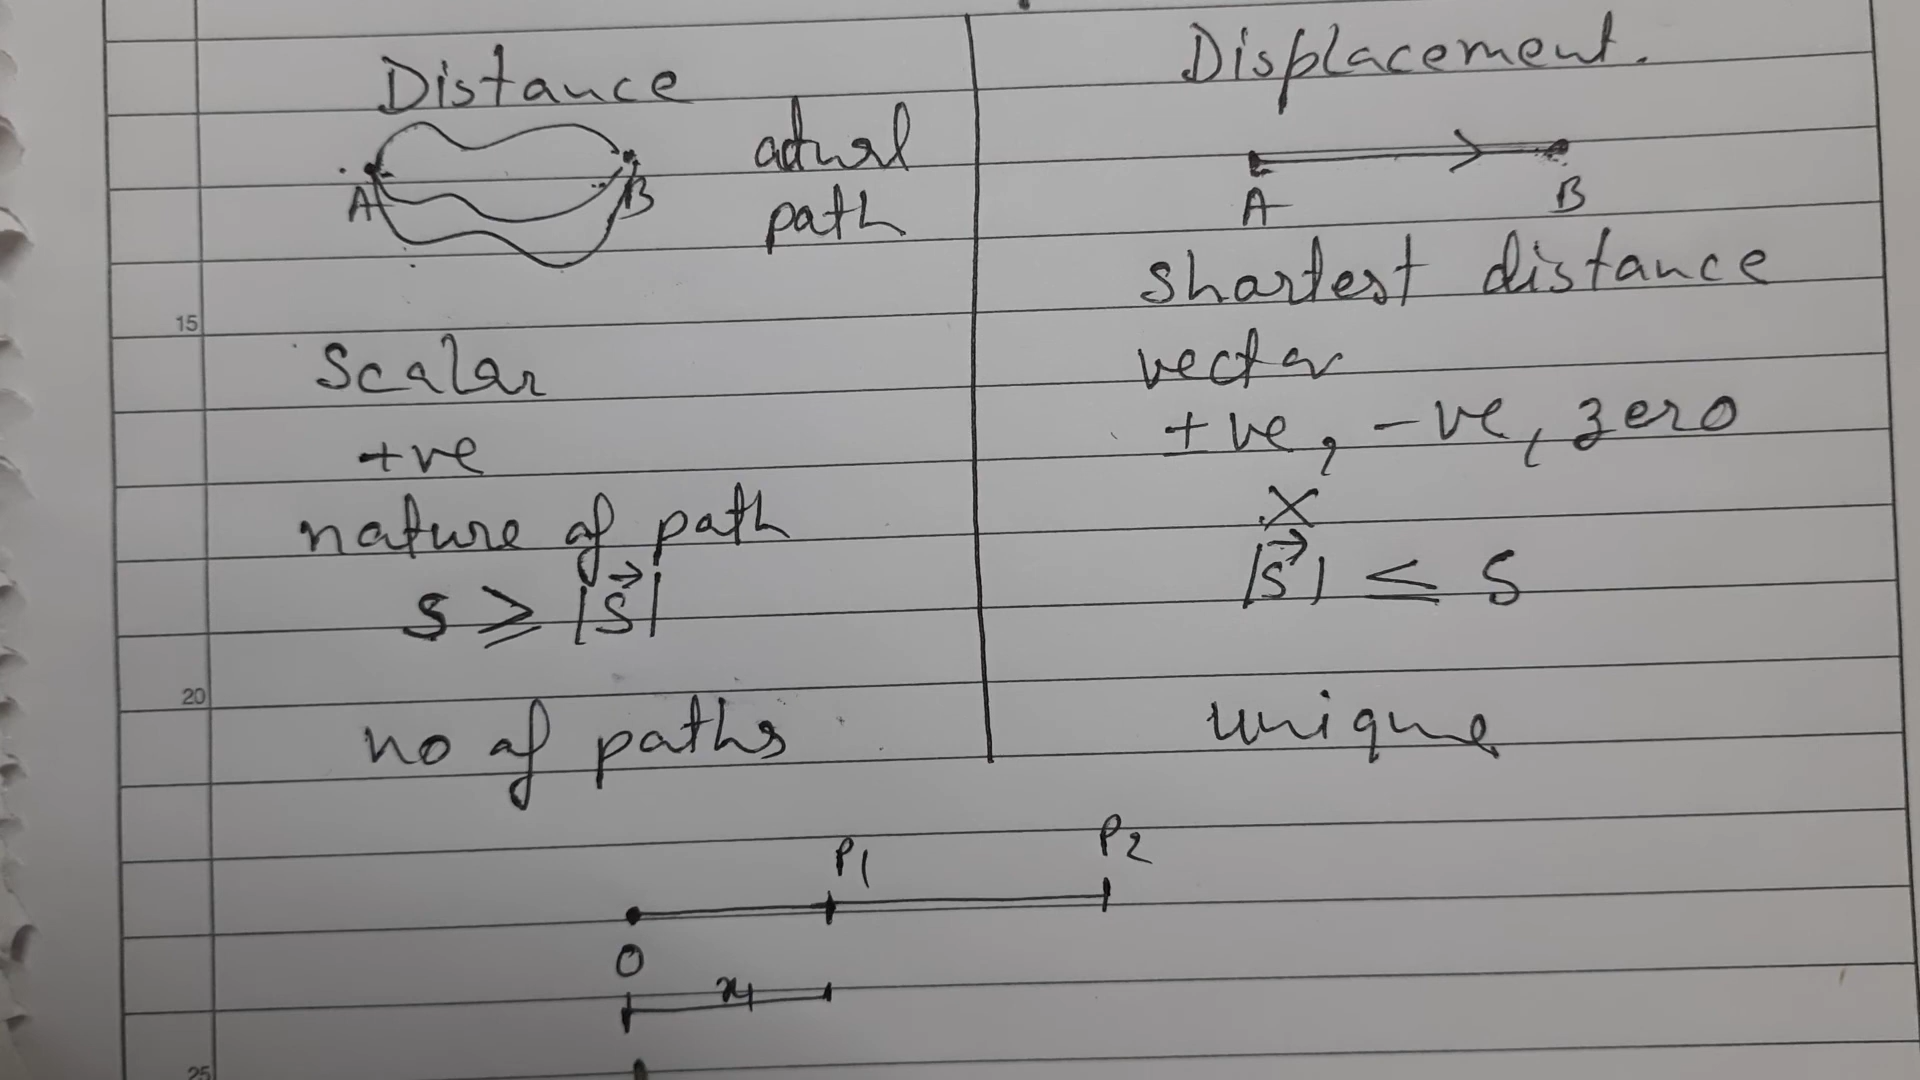 Distance
A B
actual
path
Scalar
+ve
nature of path
s ≥ |s⃗|
no of paths
Displacement.
A B
shortest distance
vector
+ve, -ve, zero
X
|s⃗| ≤ s
unique
P1 P2
O
x1
15
20
25